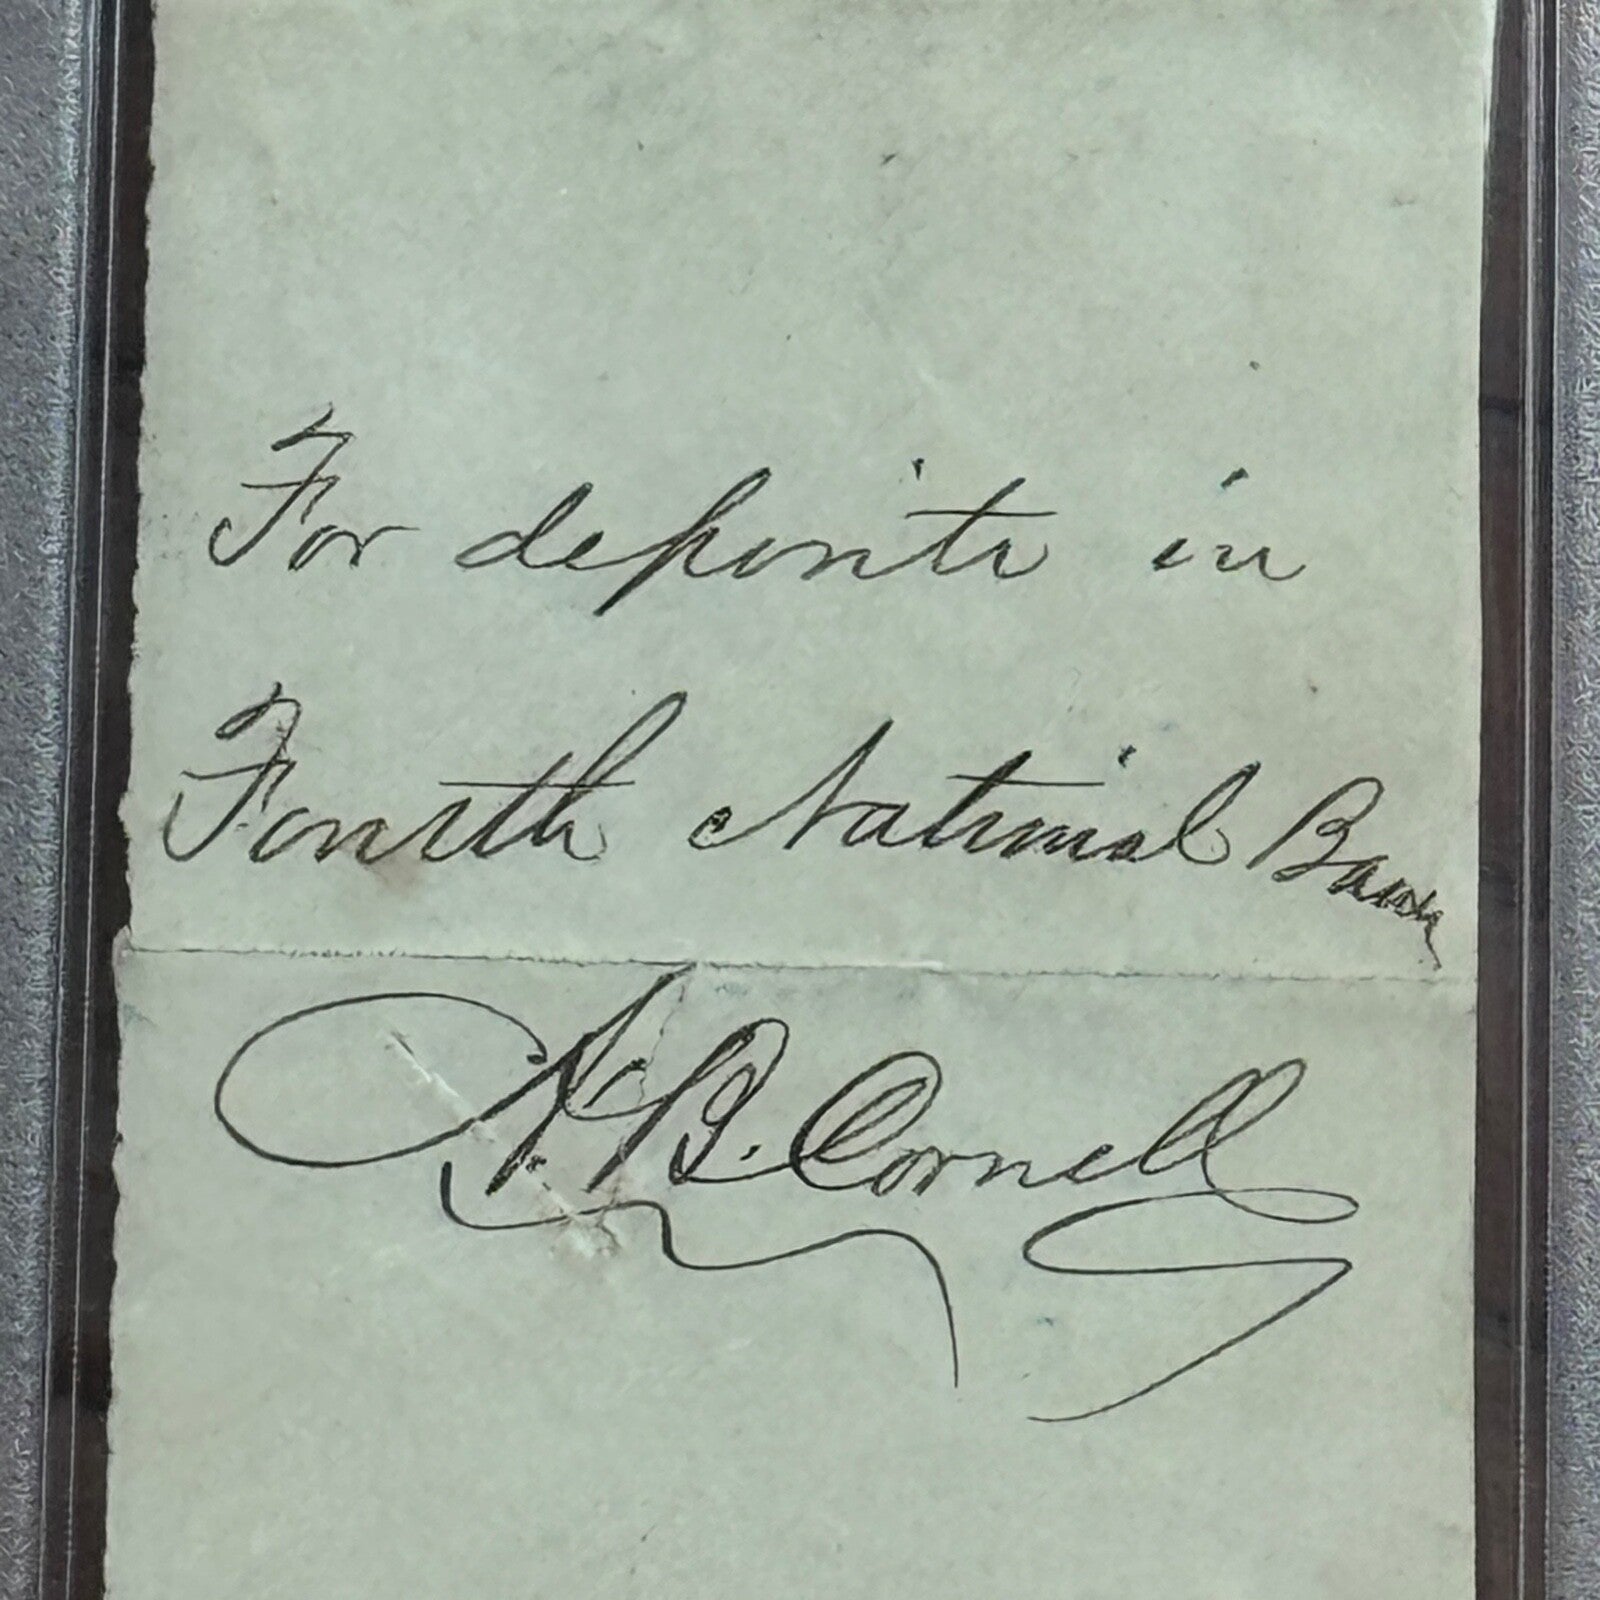 For deposite in
Fourth National Bank
A. B. Cornell